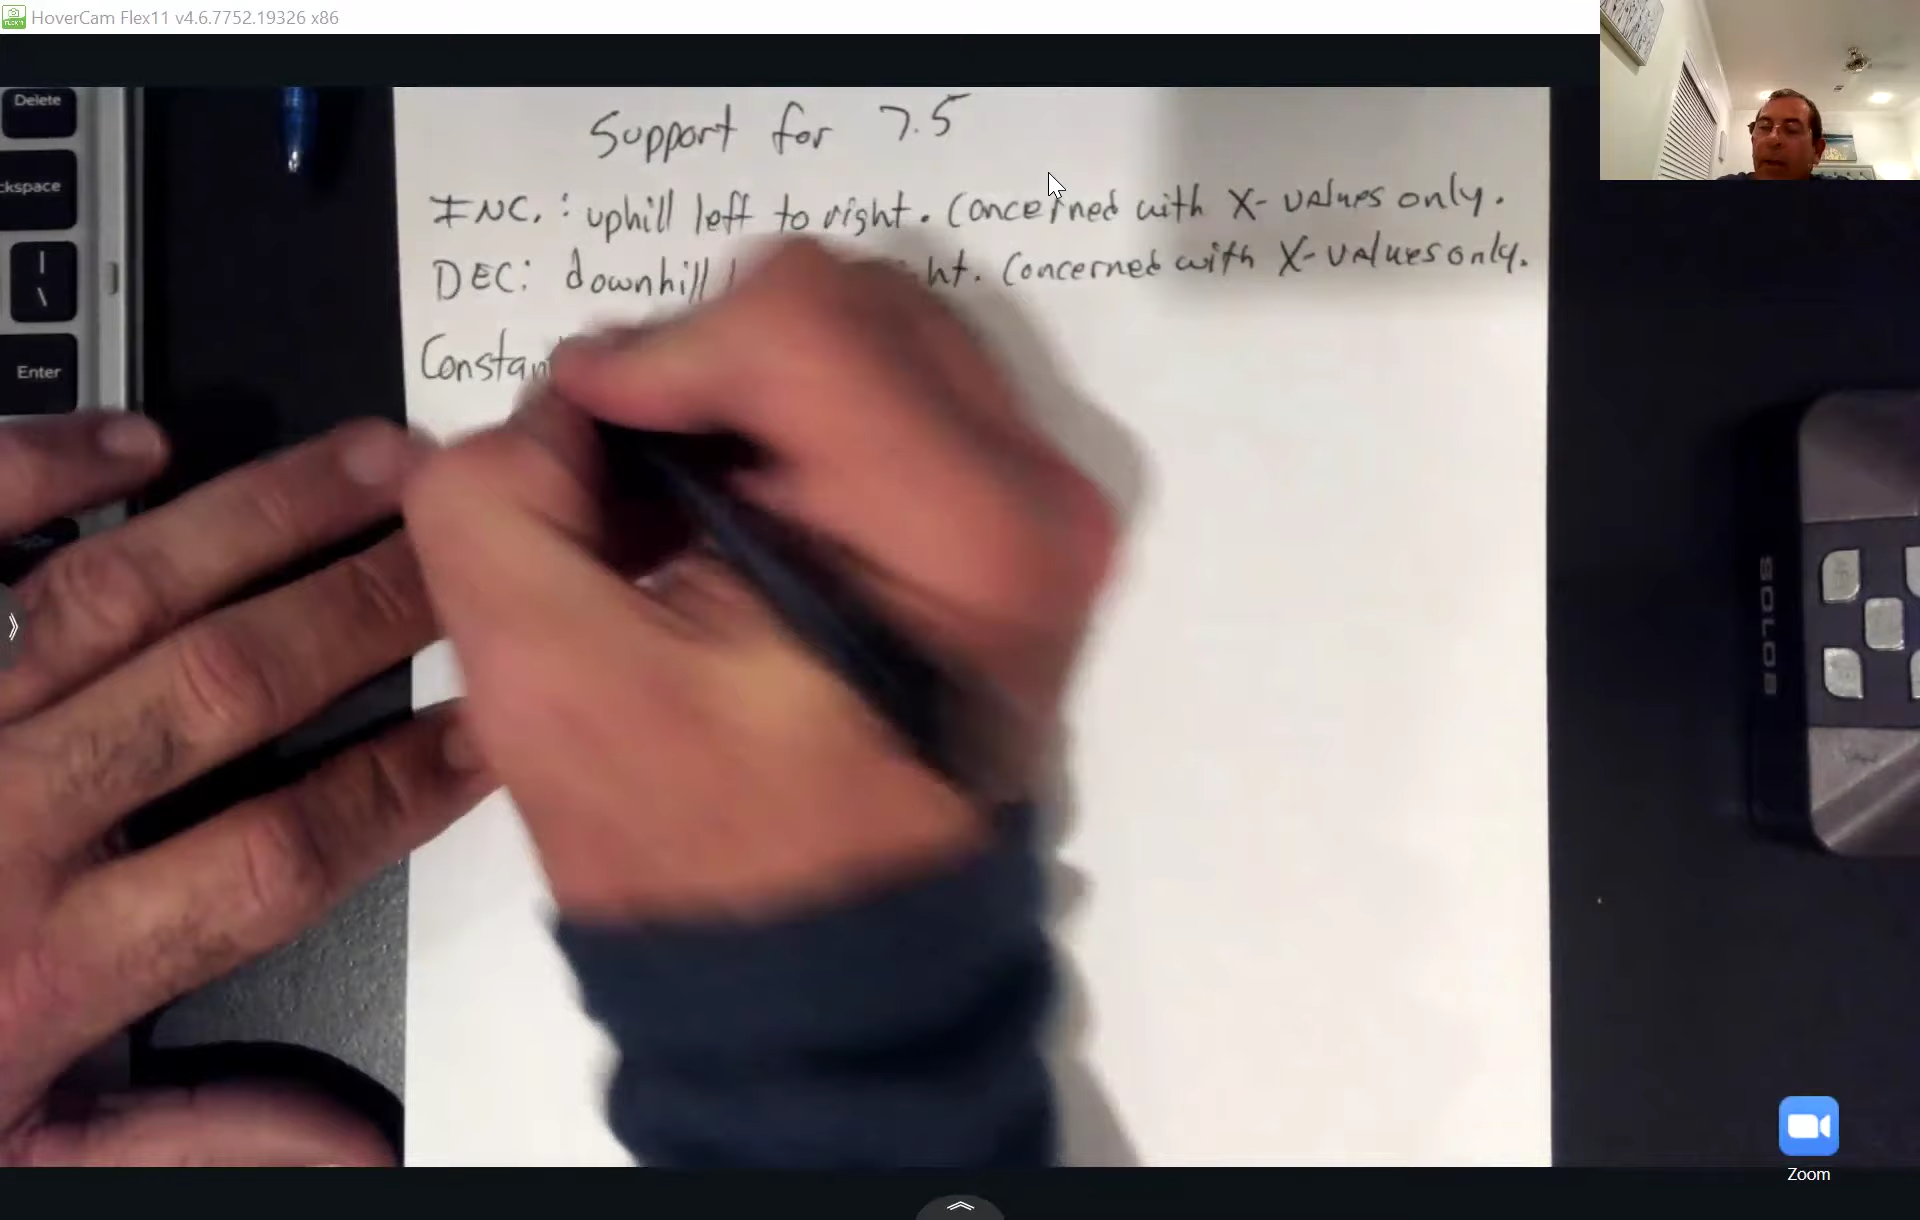 HoverCam Flex11 v4.6.7752.19326 x86
Delete
ckspace
|
\
Enter
Support for 7.5
INC. : uphill left to right. Concerned with X-values only.
DEC: downhill ht. Concerned with X-values only.
Constan
SOLO8
Zoom